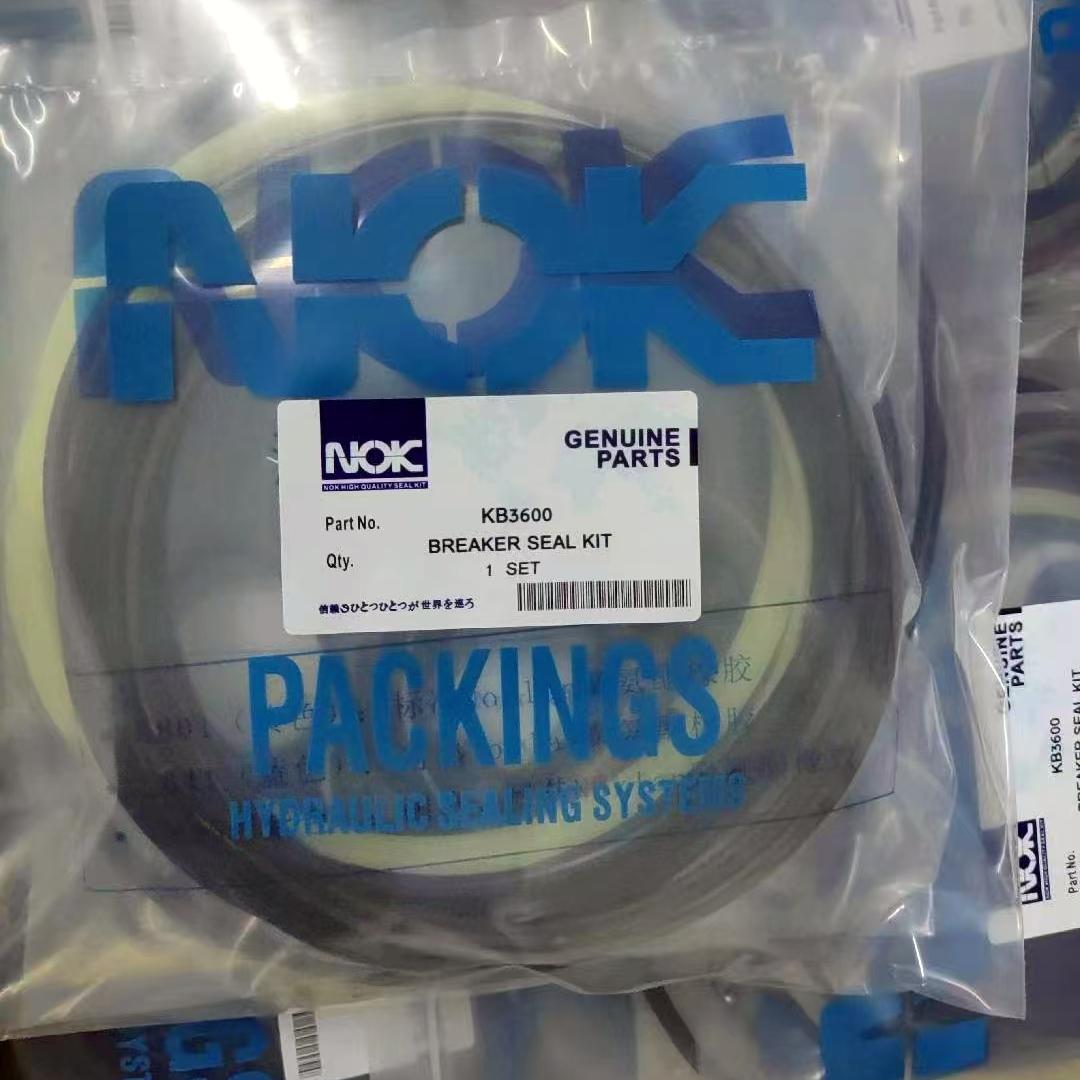 NOK
NOK
GENUINE
PARTS
NOK HIGH QUALITY SEAL KIT
Part No. KB3600
BREAKER SEAL KIT
Qty. 1 SET
信頼のひとつひとつが世界を巡ろ
PACKINGS
HYDRAULIC SEALING SYSTEMS
GENUINE
PARTS
KB3600
BREAKER SEAL KIT
NOK
Part No.